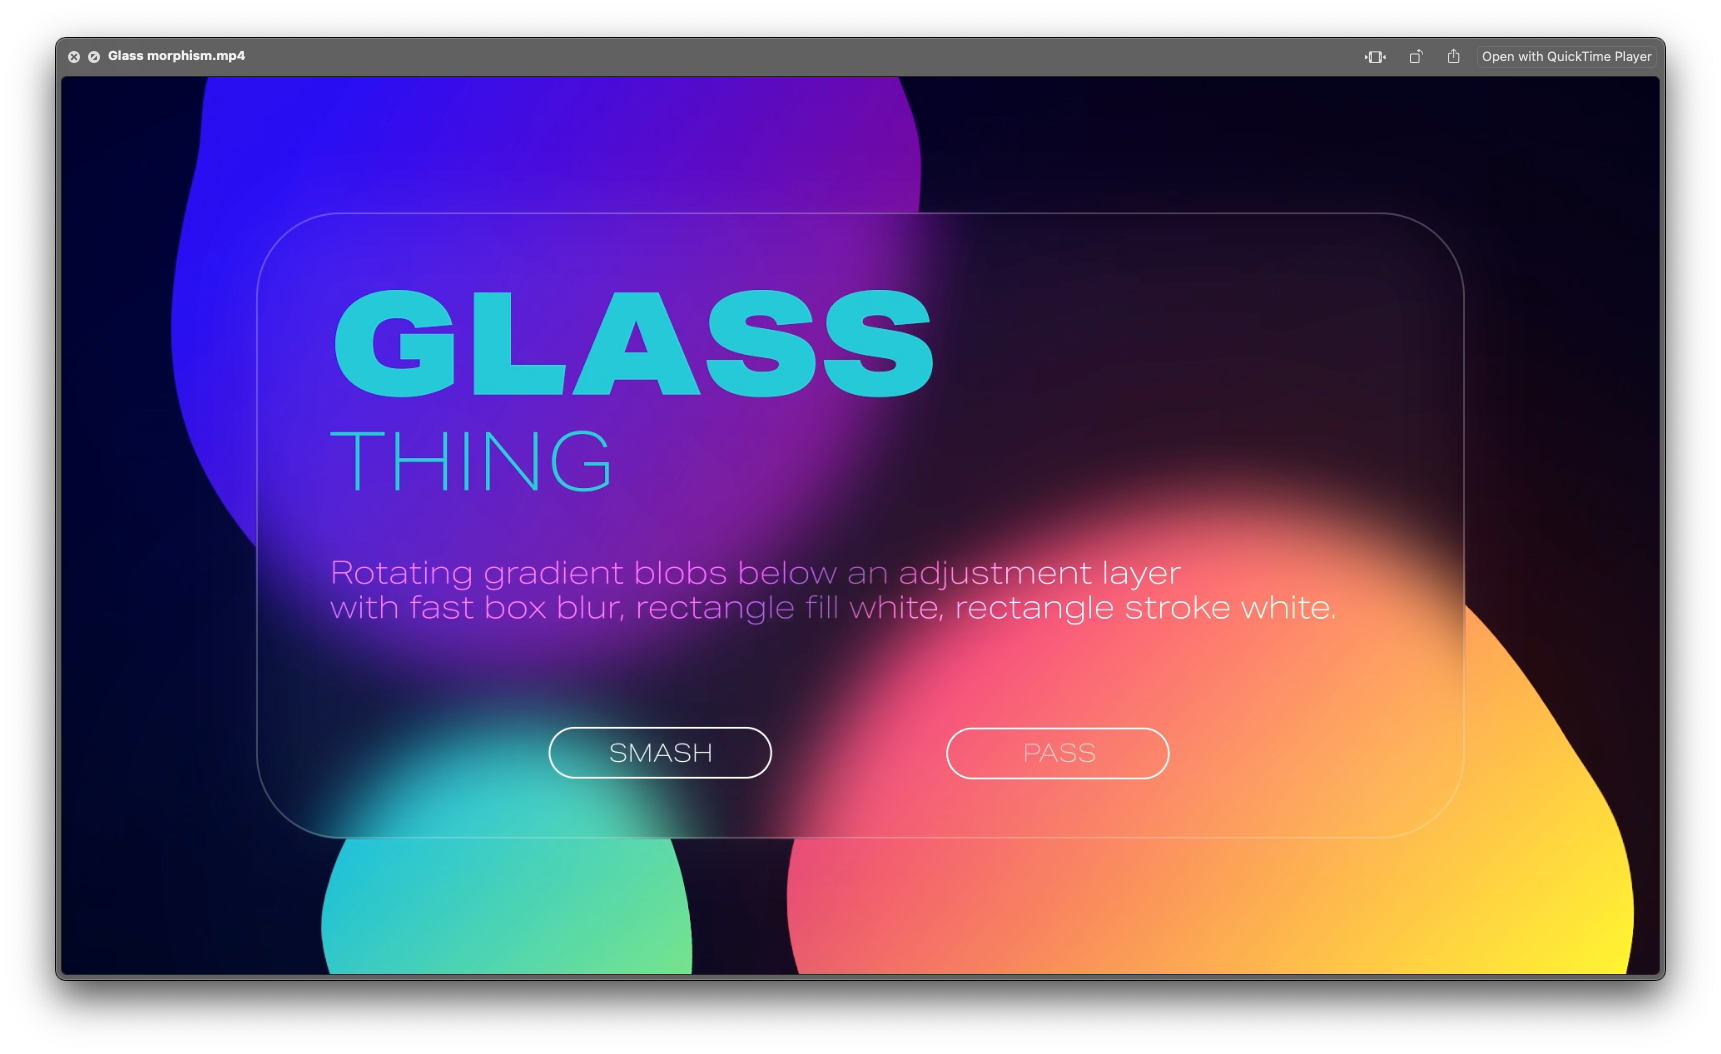 Glass morphism.mp4
Open with QuickTime Player
GLASS
THING
Rotating gradient blobs below an adjustment layer
with fast box blur, rectangle fill white, rectangle stroke white.
SMASH
PASS